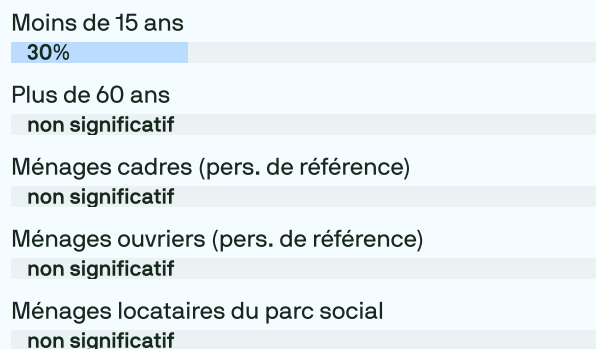 Moins de 15 ans
30%
Plus de 60 ans
non significatif
Ménages cadres (pers. de référence)
non significatif
Ménages ouvriers (pers. de référence)
non significatif
Ménages locataires du parc social
non significatif